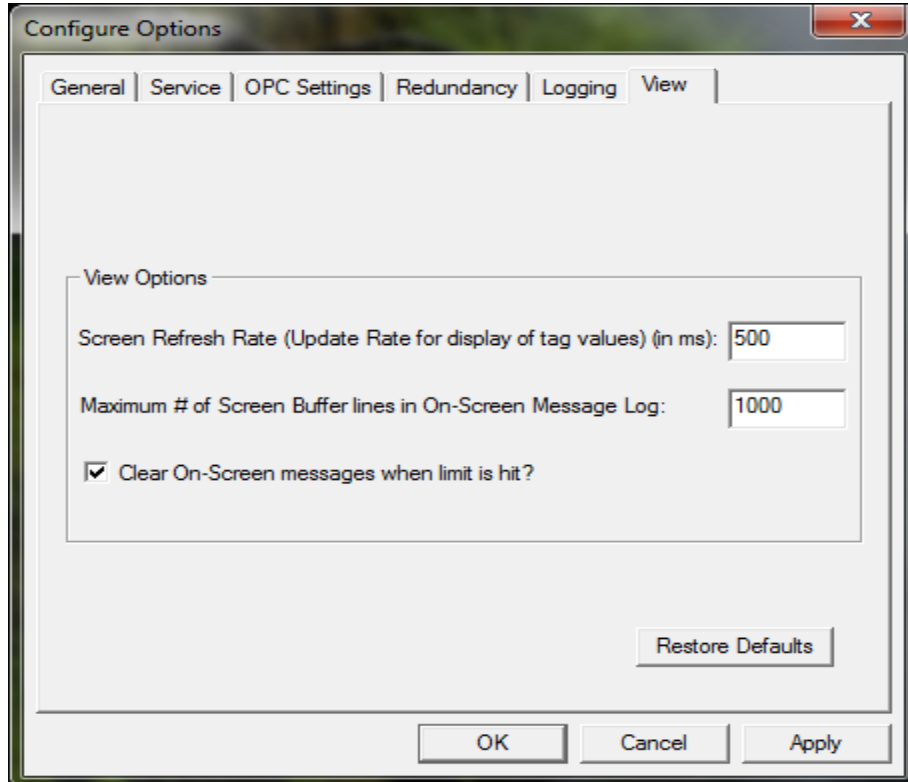 Configure Options
General Service OPC Settings Redundancy Logging View
View Options
Screen Refresh Rate (Update Rate for display of tag values) (in ms): 500
Maximum # of Screen Buffer lines in On-Screen Message Log: 1000
Clear On-Screen messages when limit is hit?
Restore Defaults
OK Cancel Apply